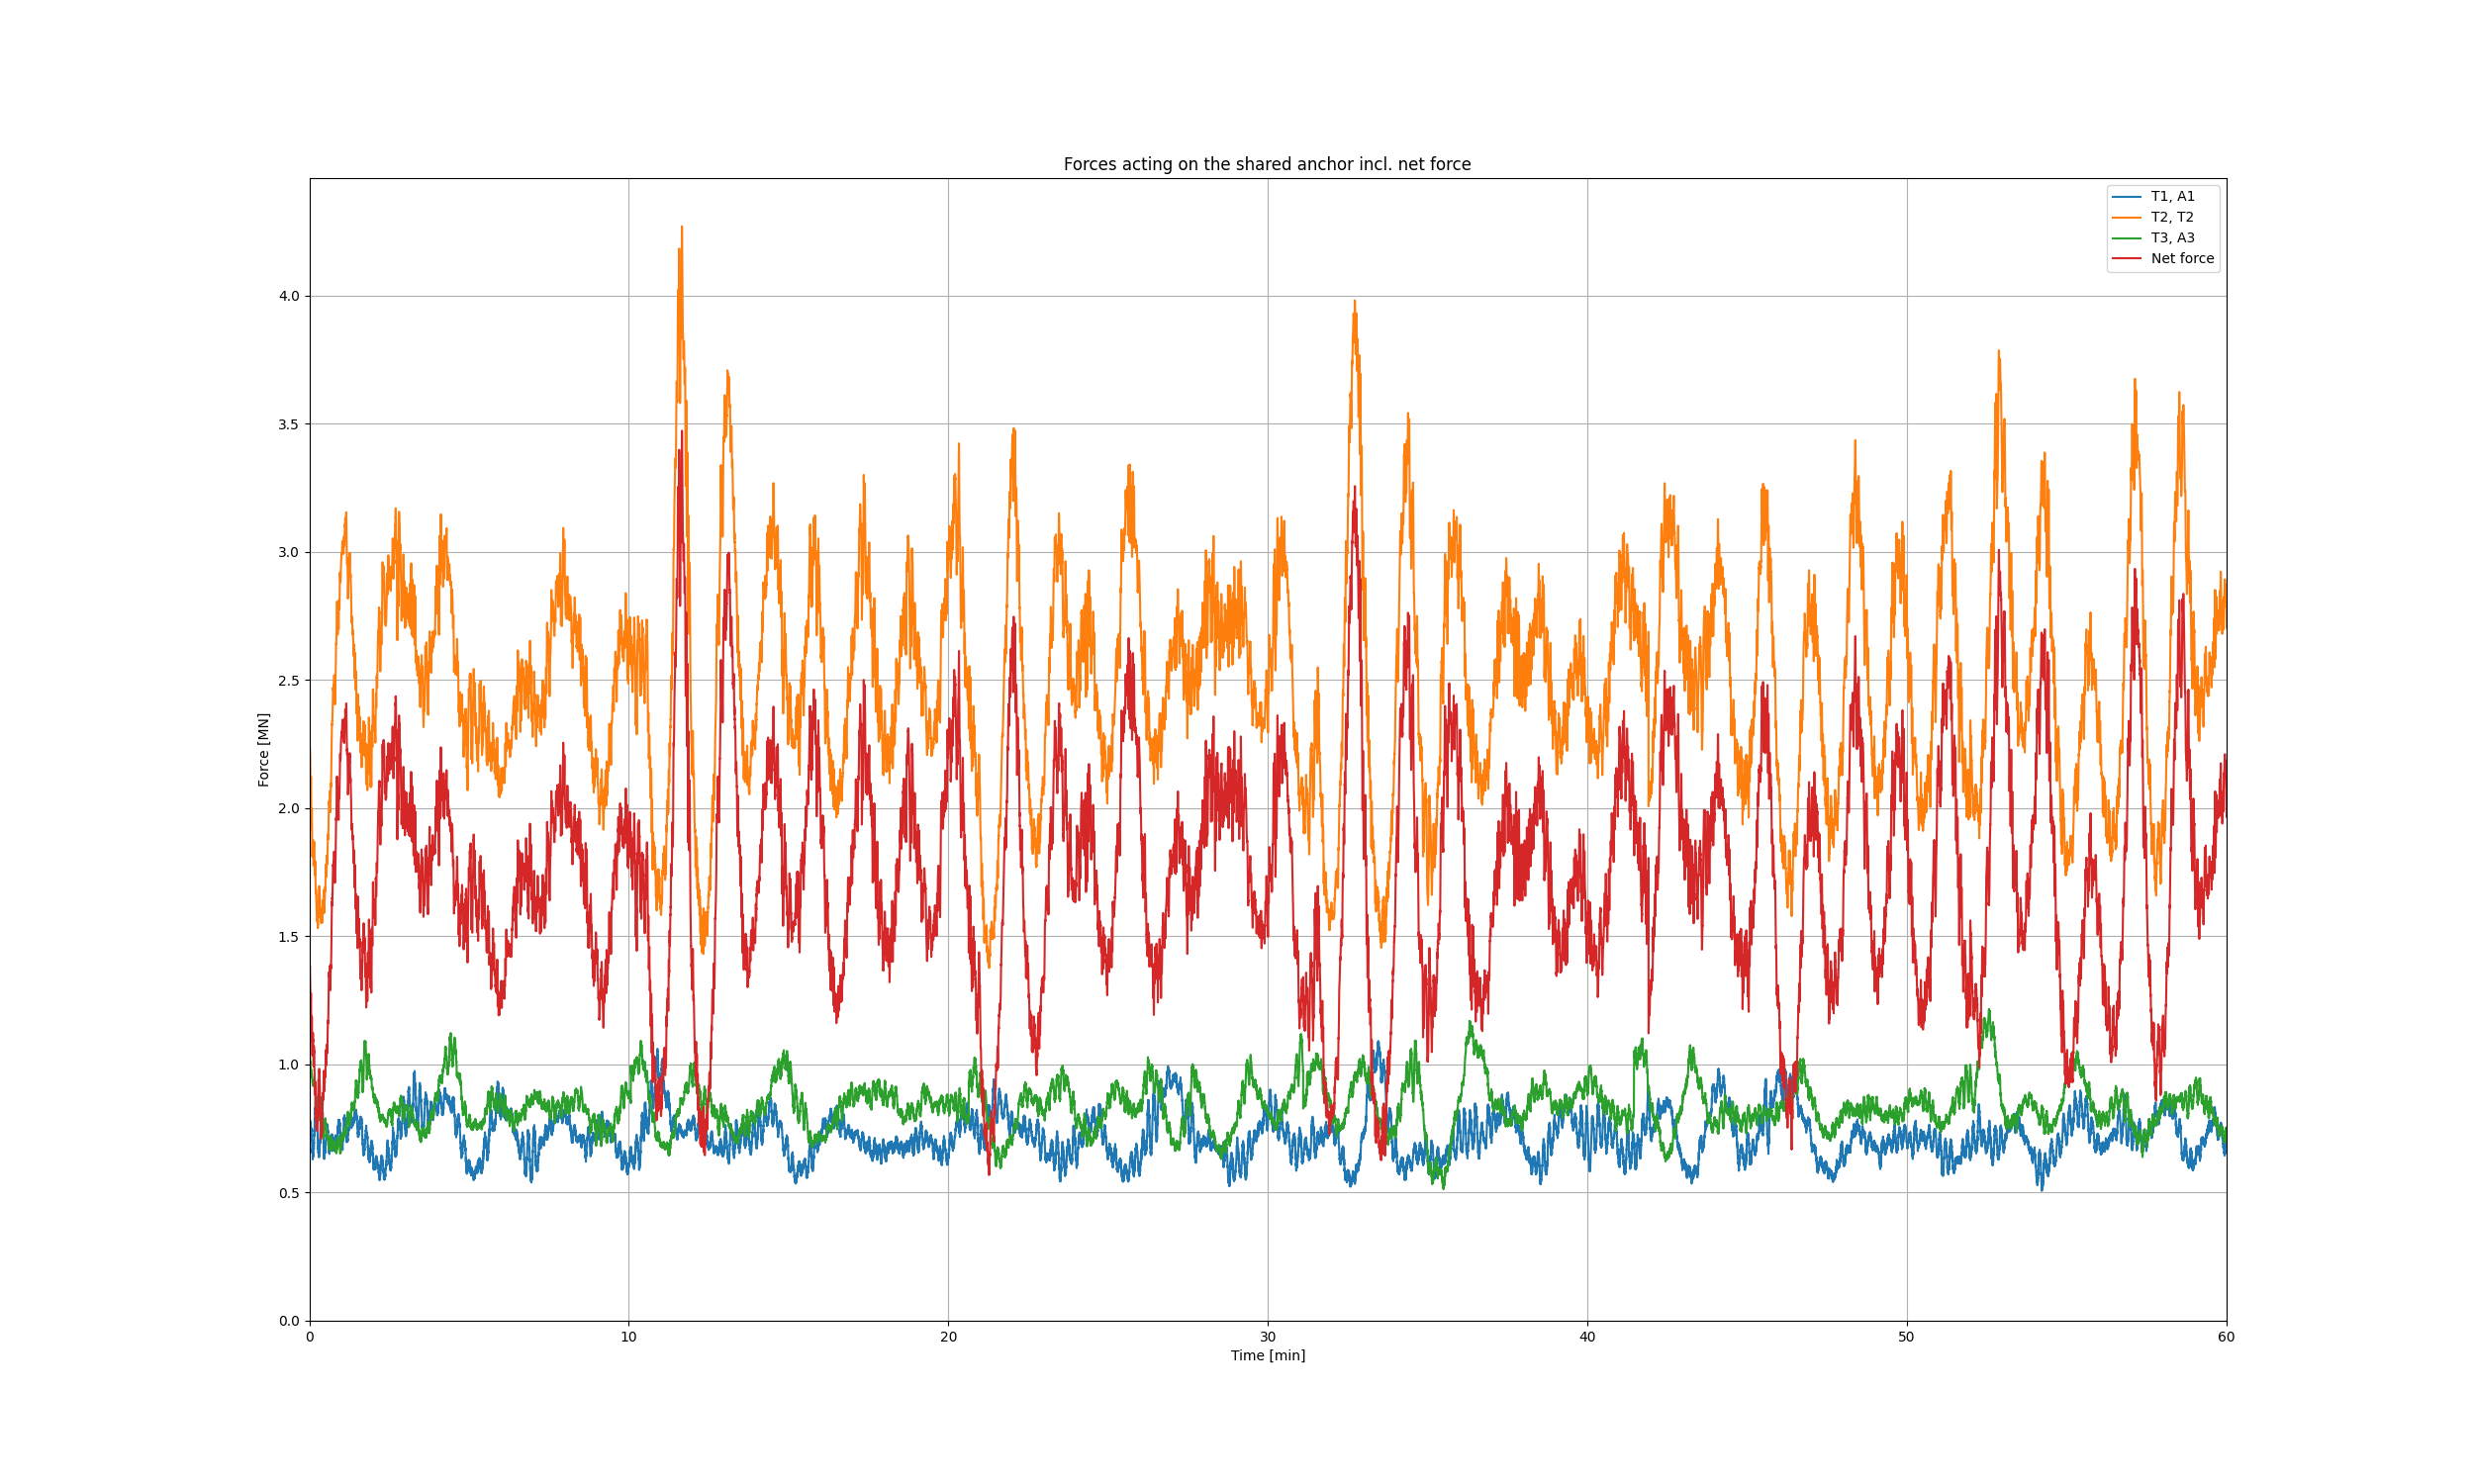 Forces acting on the shared anchor incl. net force
T1, A1
T2, T2
T3, A3
Net force
Force [MN]
4.0
3.5
3.0
2.5
2.0
1.5
1.0
0.5
0.0
0 10 20 30 40 50 60
Time [min]